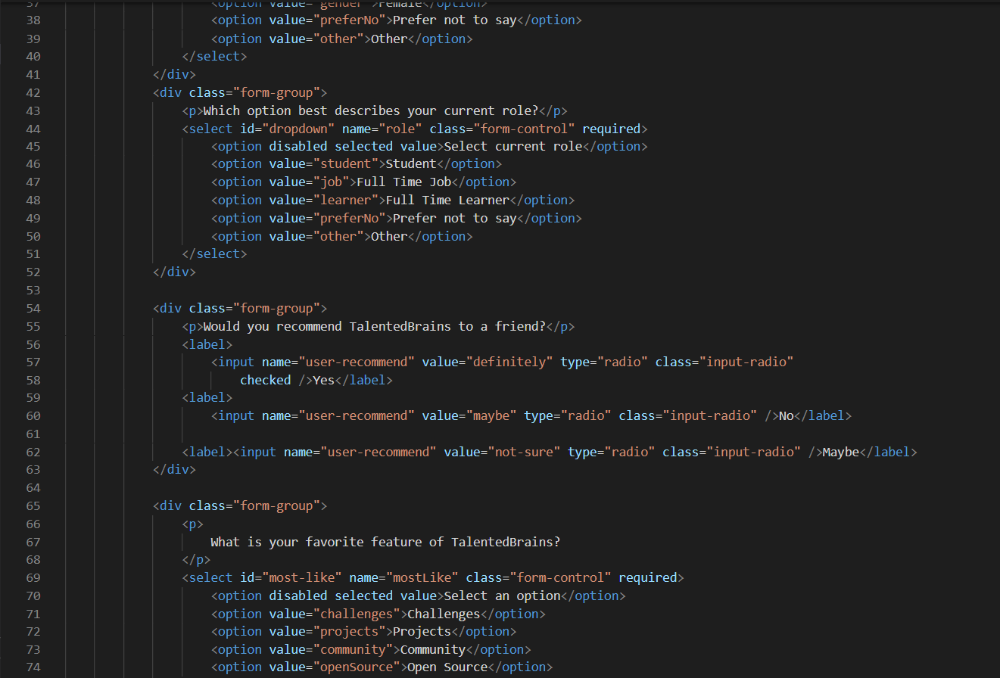 37 <option value="gender">Female</option>
38 <option value="preferNo">Prefer not to say</option>
39 <option value="other">Other</option>
40 </select>
41 </div>
42 <div class="form-group">
43 <p>Which option best describes your current role?</p>
44 <select id="dropdown" name="role" class="form-control" required>
45 <option disabled selected value>Select current role</option>
46 <option value="student">Student</option>
47 <option value="job">Full Time Job</option>
48 <option value="learner">Full Time Learner</option>
49 <option value="preferNo">Prefer not to say</option>
50 <option value="other">Other</option>
51 </select>
52 </div>
53
54 <div class="form-group">
55 <p>Would you recommend TalentedBrains to a friend?</p>
56 <label>
57 <input name="user-recommend" value="definitely" type="radio" class="input-radio"
58 checked />Yes</label>
59 <label>
60 <input name="user-recommend" value="maybe" type="radio" class="input-radio" />No</label>
61
62 <label><input name="user-recommend" value="not-sure" type="radio" class="input-radio" />Maybe</label>
63 </div>
64
65 <div class="form-group">
66 <p>
67 What is your favorite feature of TalentedBrains?
68 </p>
69 <select id="most-like" name="mostLike" class="form-control" required>
70 <option disabled selected value>Select an option</option>
71 <option value="challenges">Challenges</option>
72 <option value="projects">Projects</option>
73 <option value="community">Community</option>
74 <option value="openSource">Open Source</option>